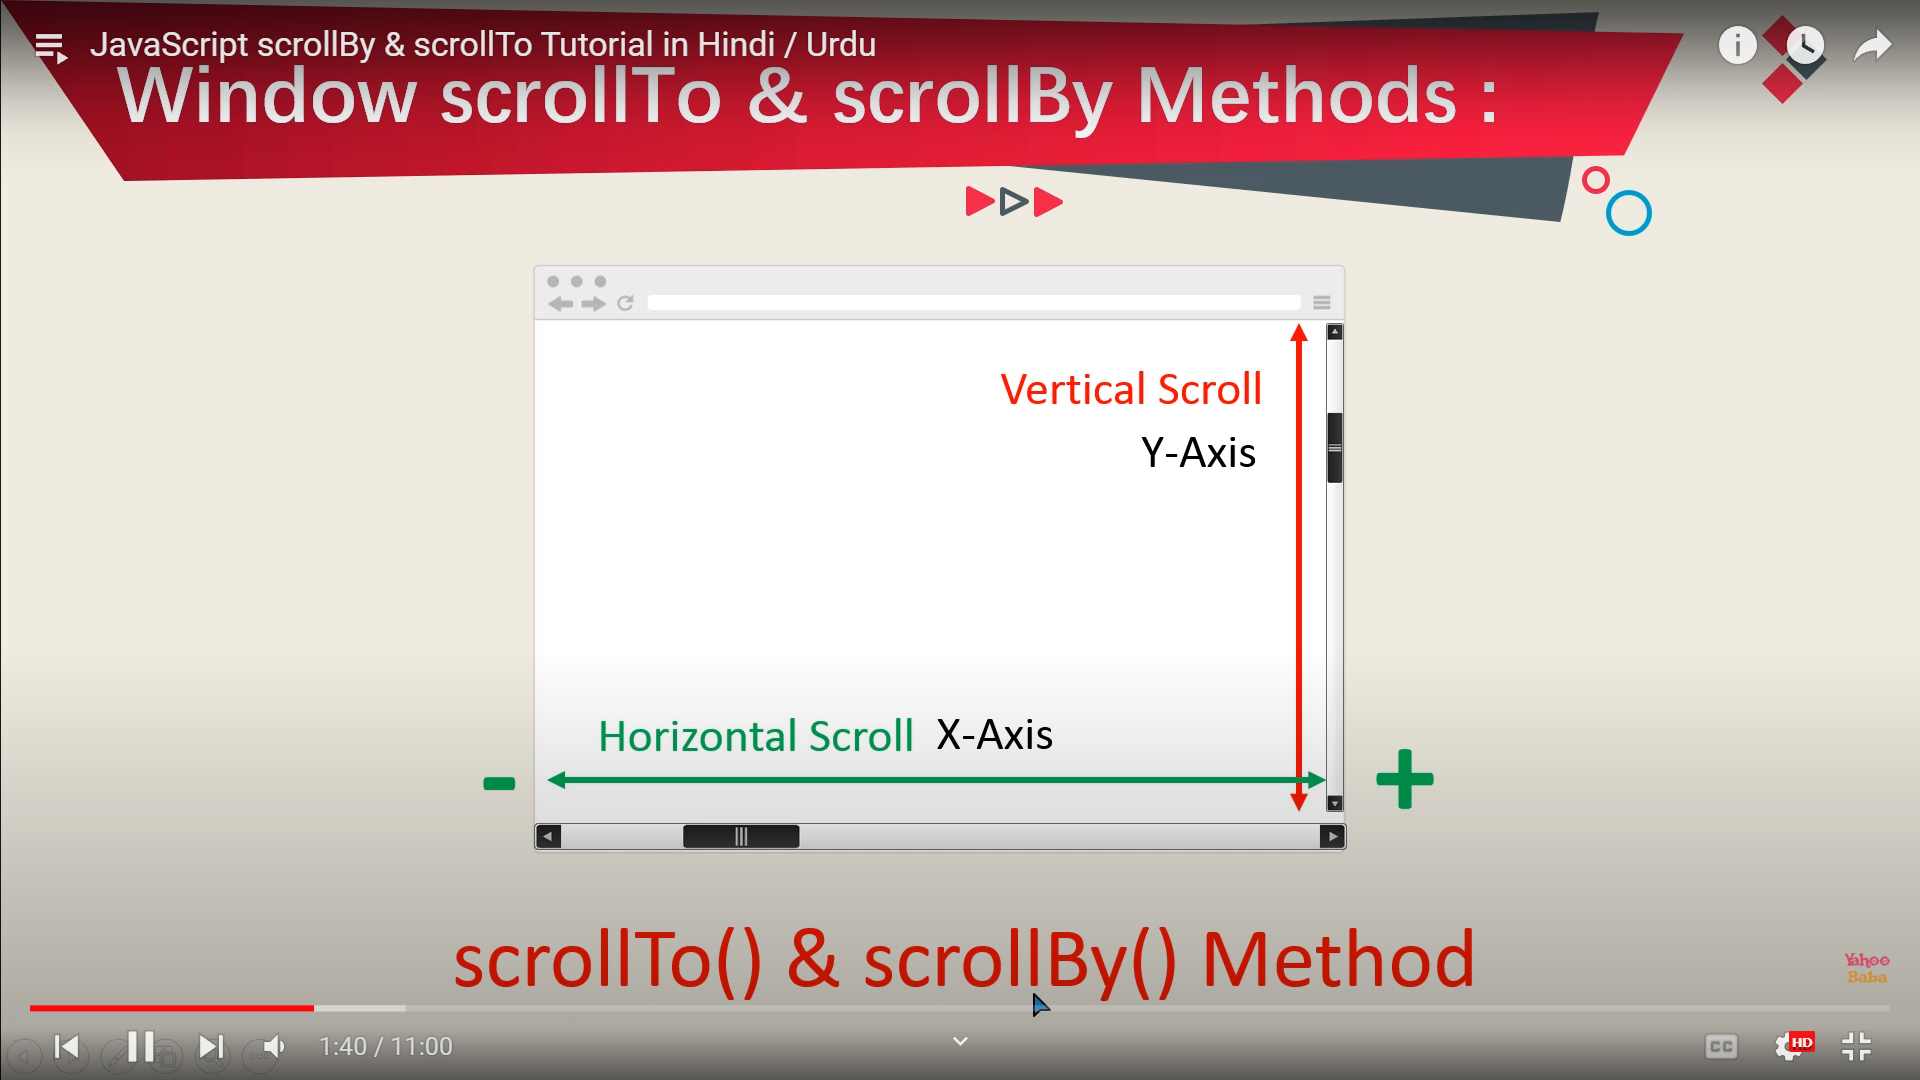 JavaScript scrollBy & scrollTo Tutorial in Hindi / Urdu
Window scrollTo & scrollBy Methods :
Vertical Scroll
Y-Axis
Horizontal Scroll X-Axis
- +
scrollTo() & scrollBy() Method
Yahoo
Baba
1:40 / 11:00
CC
HD